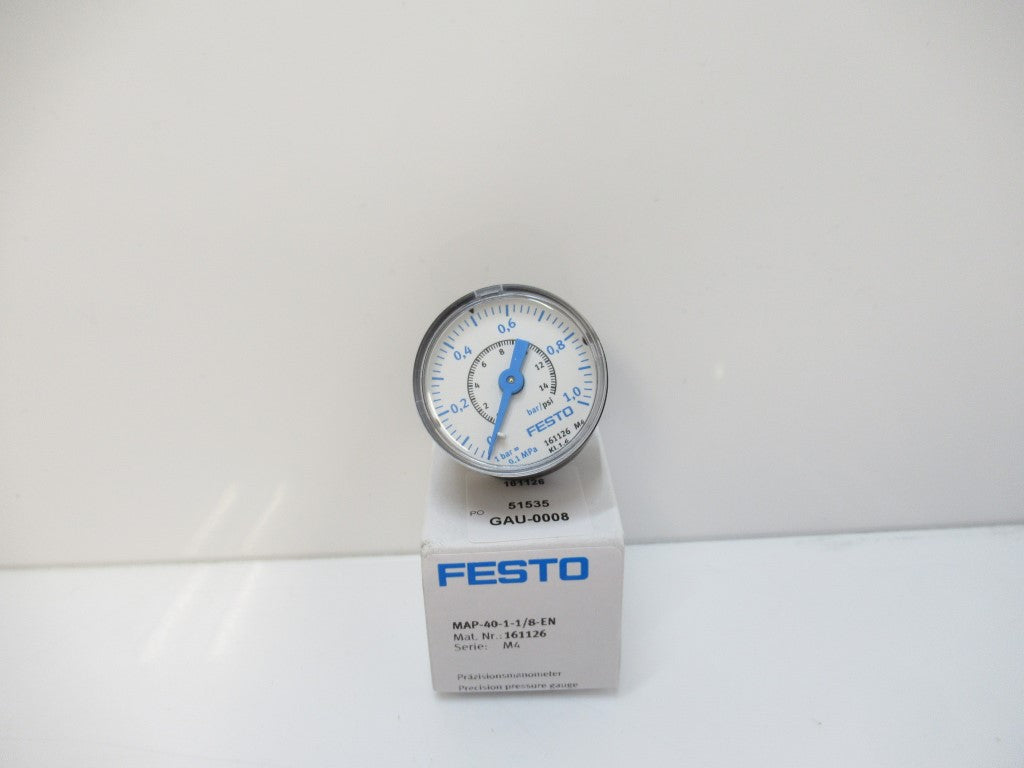 0,6
0,4
0,8
0,2
1,0
0
8
6
12
4
14
2
bar/psi
FESTO
1 bar =
0.1 MPa
161126 M4
Kl 1.6
161126
PO 51535
GAU-0008
FESTO
MAP-40-1-1/8-EN
Mat. Nr.: 161126
Serie: M4
Präzisionsmanometer
Precision pressure gauge